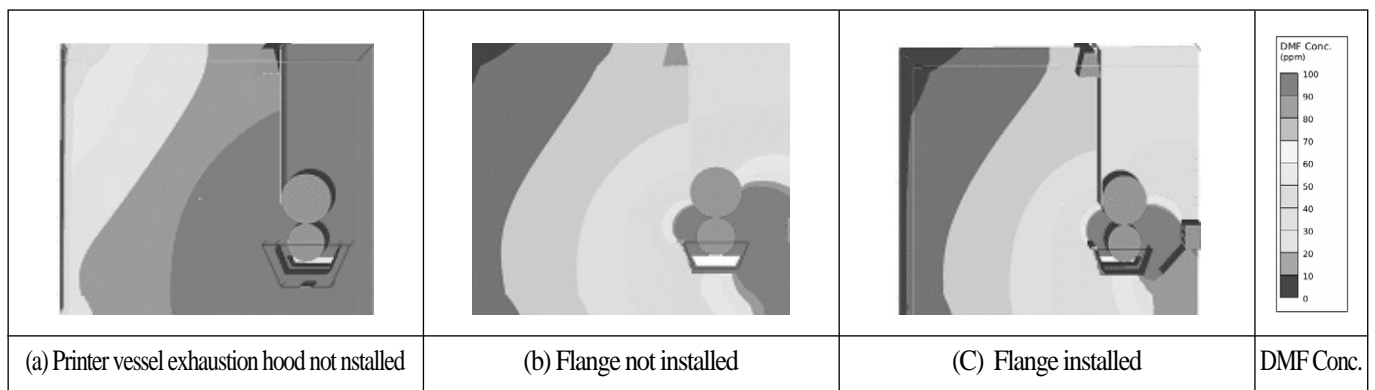 DMF Conc.
(ppm)
100
90
80
70
60
50
40
30
20
10
0
(a) Printer vessel exhaustion hood not nstalled
(b) Flange not installed
(C) Flange installed
DMF Conc.